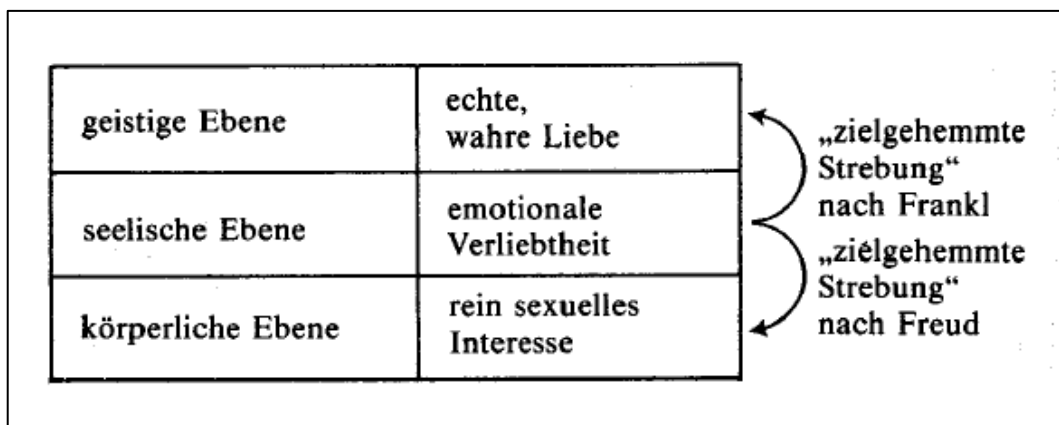 geistige Ebene
echte,
wahre Liebe
seelische Ebene
emotionale
Verliebtheit
körperliche Ebene
rein sexuelles
Interesse
„zielgehemmte
Strebung“
nach Frankl
„zielgehemmte
Strebung“
nach Freud